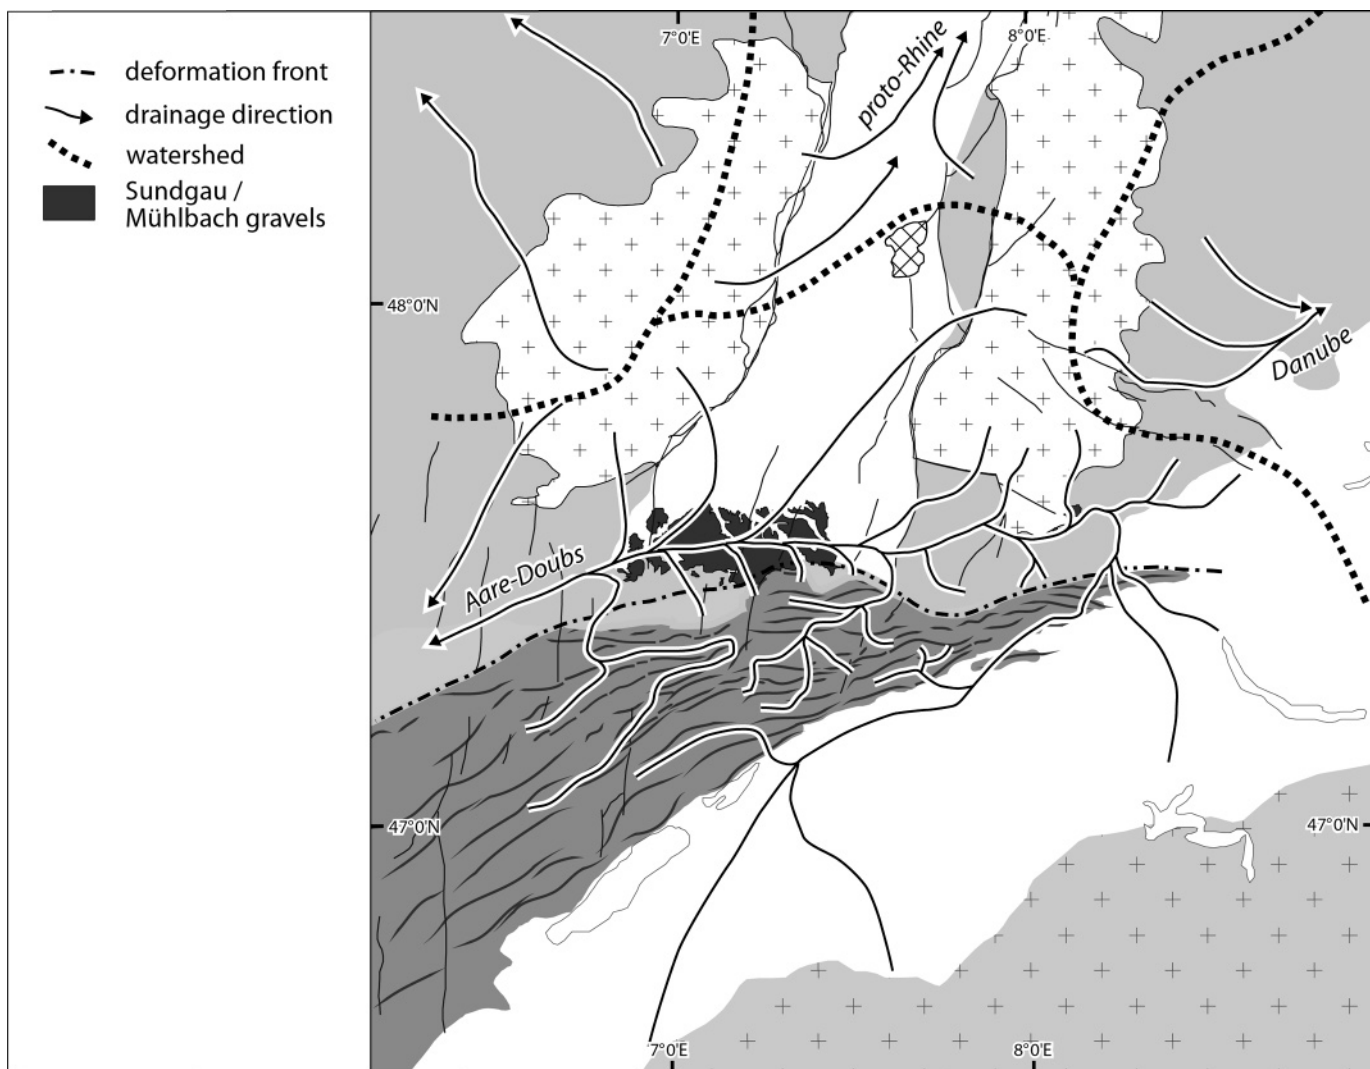 deformation front
drainage direction
watershed
Sundgau /
Mühlbach gravels
7°0'E
8°0'E
proto-Rhine
48°0'N
Danube
Aare-Doubs
47°0'N
47°0'N
7°0'E
8°0'E